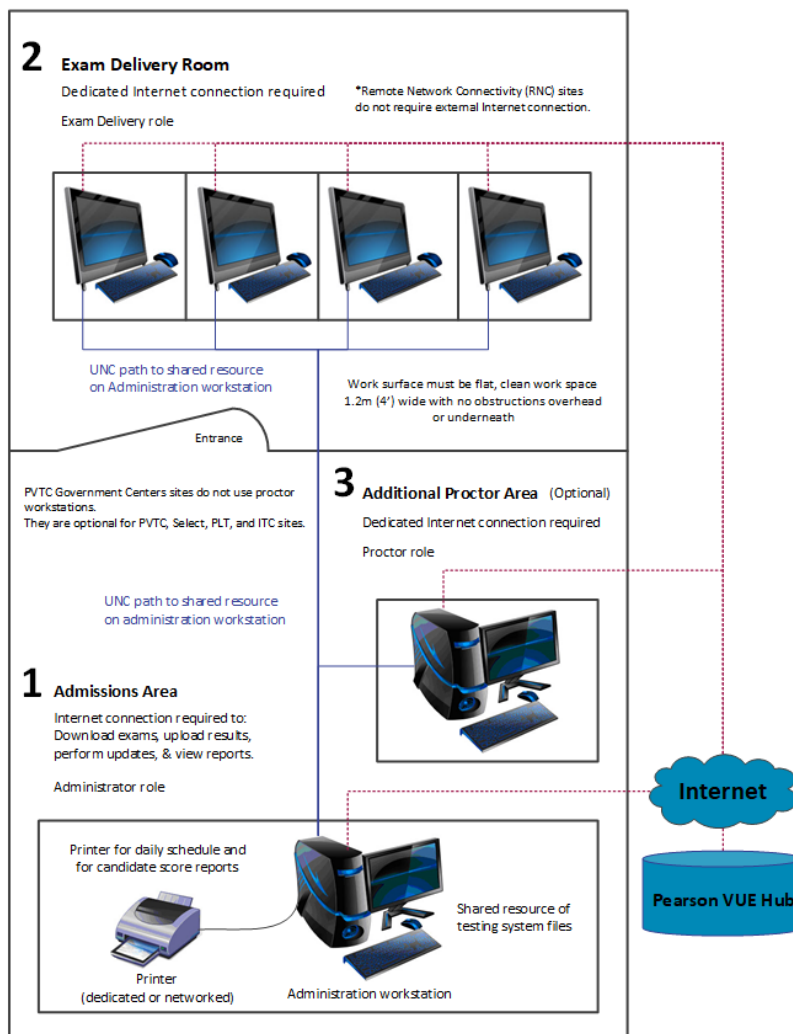 2 Exam Delivery Room
Dedicated Internet connection required
Exam Delivery role
*Remote Network Connectivity (RNC) sites
do not require external Internet connection.
UNC path to shared resource
on Administration workstation
Work surface must be flat, clean work space
1.2m (4') wide with no obstructions overhead
or underneath
Entrance
PVTC Government Centers sites do not use proctor
workstations.
They are optional for PVTC, Select, PLT, and ITC sites.
3 Additional Proctor Area (Optional)
Dedicated Internet connection required
Proctor role
UNC path to shared resource
on administration workstation
1 Admissions Area
Internet connection required to:
Download exams, upload results,
perform updates, & view reports.
Administrator role
Internet
Pearson VUE Hub
Printer for daily schedule and
for candidate score reports
Shared resource of
testing system files
Printer
(dedicated or networked)
Administration workstation